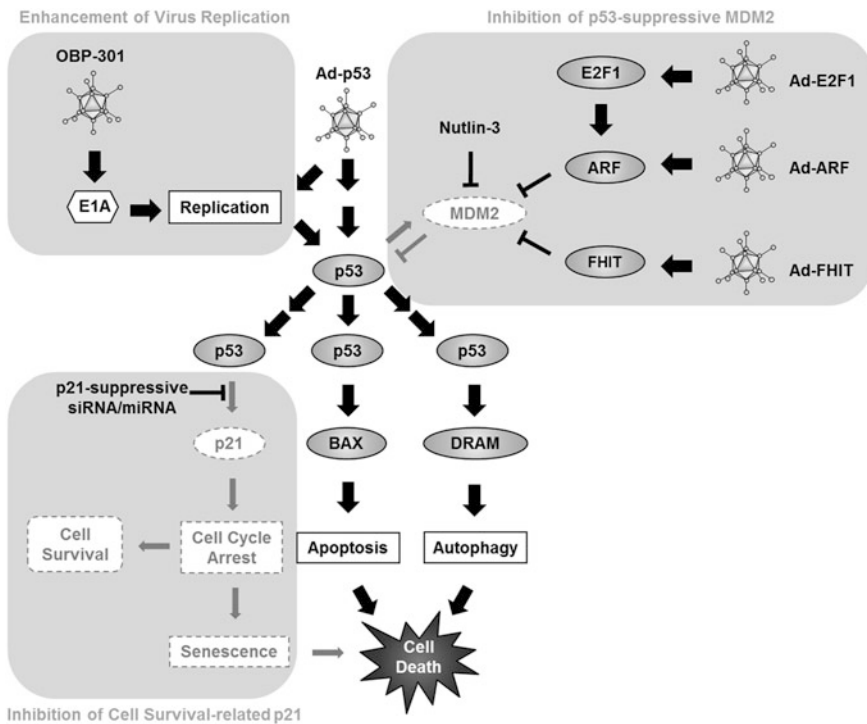 Enhancement of Virus Replication
Inhibition of p53-suppressive MDM2
OBP-301
Ad-p53
E2F1
Ad-E2F1
Nutlin-3
ARF
Ad-ARF
E1A
Replication
MDM2
FHIT
Ad-FHIT
p53
p53
p53
p53
p21-suppressive
siRNA/miRNA
p21
BAX
DRAM
Cell
Survival
Cell Cycle
Arrest
Apoptosis
Autophagy
Senescence
Cell
Death
Inhibition of Cell Survival-related p21